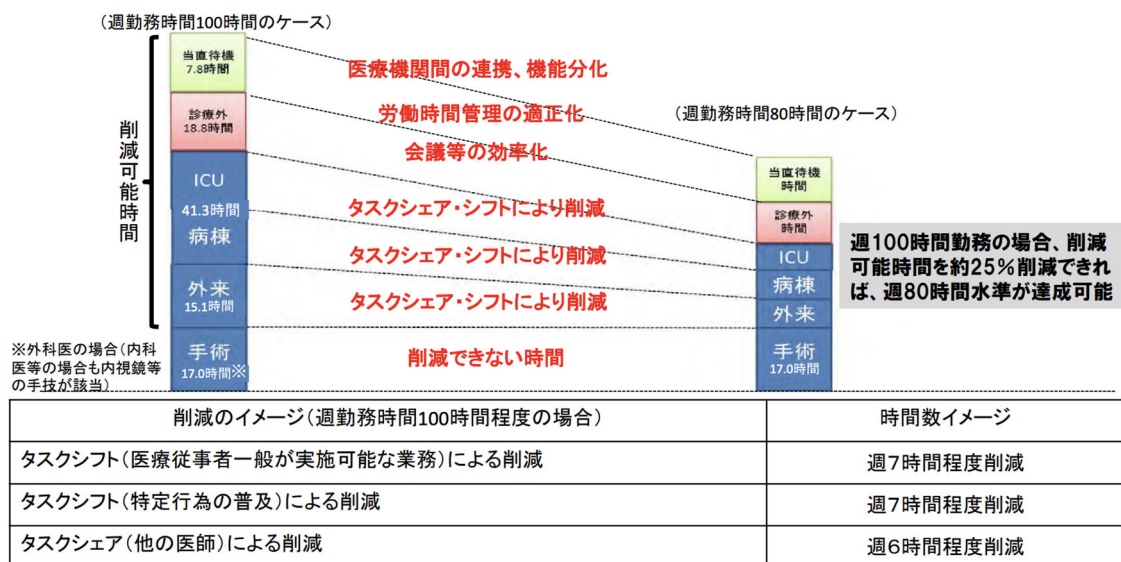 (週勤務時間100時間のケース)
当直待機
7.8時間
診療外
18.8時間
ICU
41.3時間
病棟
外来
15.1時間
手術
17.0時間※
削減可能時間
※外科医の場合(内科
医等の場合も内視鏡等
の手技が該当)
医療機関間の連携、機能分化
労働時間管理の適正化
会議等の効率化
タスクシェア・シフトにより削減
タスクシェア・シフトにより削減
タスクシェア・シフトにより削減
削減できない時間
(週勤務時間80時間のケース)
当直待機
時間
診療外
時間
ICU
病棟
外来
手術
17.0時間
週100時間勤務の場合、削減
可能時間を約25%削減できれ
ば、週80時間水準が達成可能
削減のイメージ(週勤務時間100時間程度の場合)
時間数イメージ
タスクシフト(医療従事者一般が実施可能な業務)による削減
週7時間程度削減
タスクシフト(特定行為の普及)による削減
週7時間程度削減
タスクシェア(他の医師)による削減
週6時間程度削減